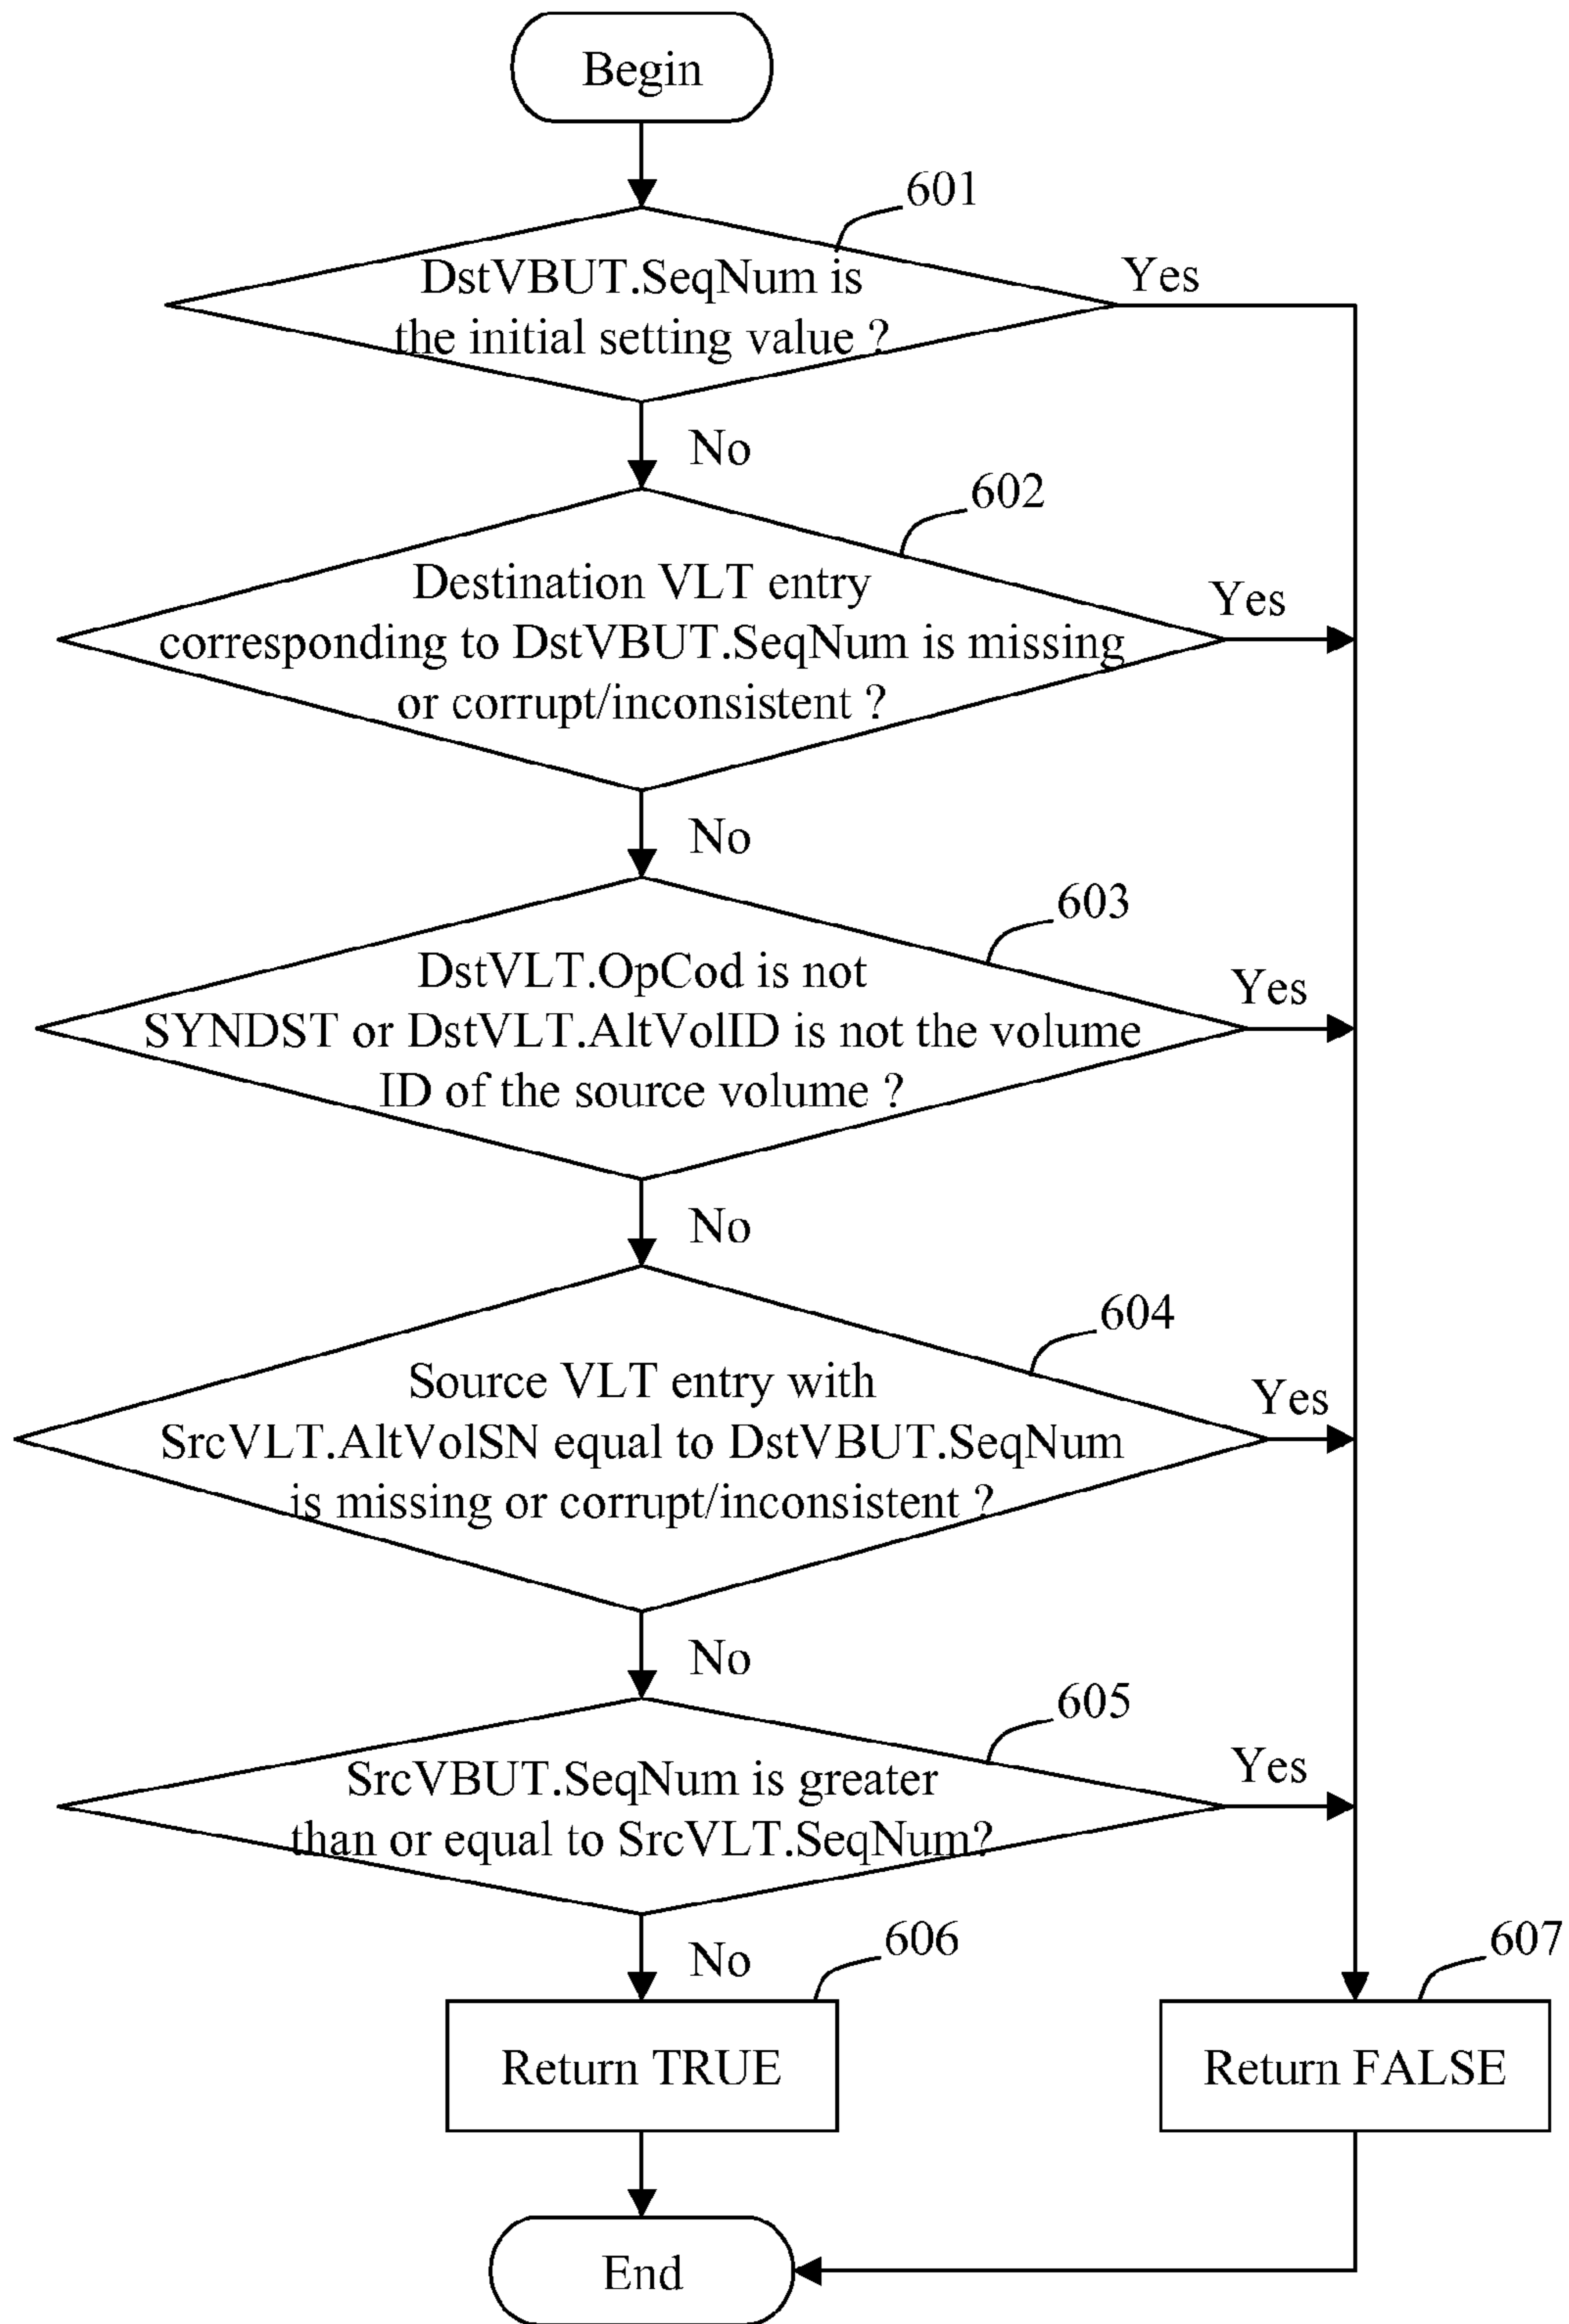 Begin
601
DstVBUT.SeqNum is
the initial setting value ?
Yes
No
602
Destination VLT entry
corresponding to DstVBUT.SeqNum is missing
or corrupt/inconsistent ?
Yes
No
603
DstVLT.OpCod is not
SYNDST or DstVLT.AltVolID is not the volume
ID of the source volume ?
Yes
No
604
Source VLT entry with
SrcVLT.AltVolSN equal to DstVBUT.SeqNum
is missing or corrupt/inconsistent ?
Yes
No
605
SrcVBUT.SeqNum is greater
than or equal to SrcVLT.SeqNum?
Yes
No
606
607
Return TRUE
Return FALSE
End